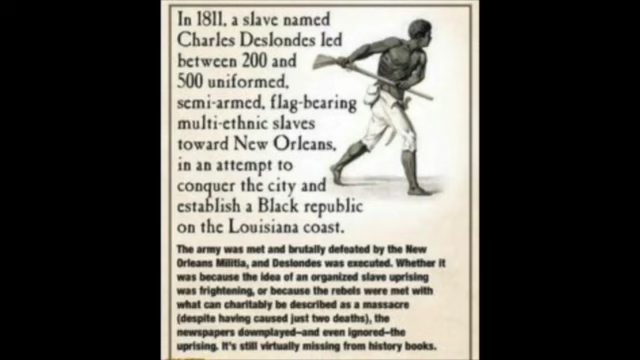 In 1811, a slave named
Charles Deslondes led
between 200 and
500 uniformed,
semi-armed, flag-bearing
multi-ethnic slaves
toward New Orleans,
in an attempt to
conquer the city and
establish a Black republic
on the Louisiana coast.
The army was met and brutally defeated by the New
Orleans Militia, and Deslondes was executed. Whether it
was because the idea of an organized slave uprising
was frightening, or because the rebels were met with
what can charitably be described as a massacre
(despite having caused just two deaths), the
newspapers downplayed—and even ignored—the
uprising. It's still virtually missing from history books.